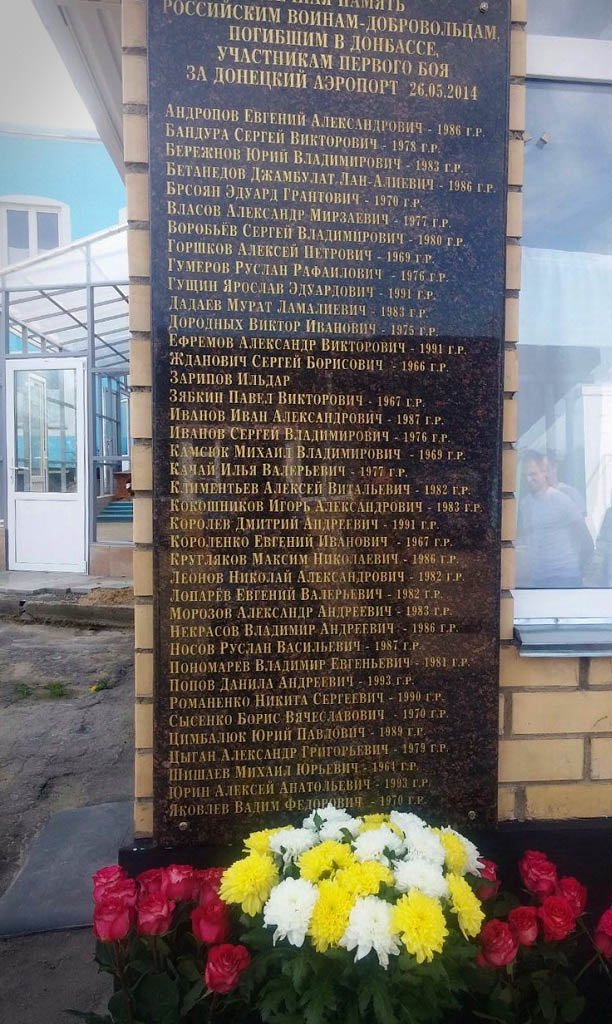 ПАМЯТЬ
РОССИЙСКИМ ВОИНАМ-ДОБРОВОЛЬЦАМ,
ПОГИБШИМ В ДОНБАССЕ,
УЧАСТНИКАМ ПЕРВОГО БОЯ
ЗА ДОНЕЦКИЙ АЭРОПОРТ 26.05.2014
АНДРОПОВ ЕВГЕНИЙ АЛЕКСАНДРОВИЧ - 1986 Г.Р.
БАНДУРА СЕРГЕЙ ВИКТОРОВИЧ - 1978 Г.Р.
БЕРЕЖНОВ ЮРИЙ ВЛАДИМИРОВИЧ - 1983 Г.Р.
БЕТАНЕДОВ ДЖАМБУЛАТ ЛАН-АЛИЕВИЧ - 1986 Г.Р.
БРСОЯН ЭДУАРД ГРАНТОВИЧ - 1970 Г.Р.
ВЛАСОВ АЛЕКСАНДР МИРЗАЕВИЧ - 1977 Г.Р.
ВОРОБЬЁВ СЕРГЕЙ ВЛАДИМИРОВИЧ - 1980 Г.Р.
ГОРШКОВ АЛЕКСЕЙ ПЕТРОВИЧ - 1969 Г.Р.
ГУМЕРОВ РУСЛАН РАФАИЛОВИЧ - 1976 Г.Р.
ГУЩИН ЯРОСЛАВ ЭДУАРДОВИЧ - 1991 Г.Р.
ДАДАЕВ МУРАТ ЛАМАЛИЕВИЧ - 1983 Г.Р.
ДОРОДНЫХ ВИКТОР ИВАНОВИЧ - 1975 Г.Р.
ЕФРЕМОВ АЛЕКСАНДР ВИКТОРОВИЧ - 1991 Г.Р.
ЖДАНОВИЧ СЕРГЕЙ БОРИСОВИЧ - 1966 Г.Р.
ЗАРИПОВ ИЛЬДАР
ЗЯБКИН ПАВЕЛ ВИКТОРОВИЧ - 1967 Г.Р.
ИВАНОВ ИВАН АЛЕКСАНДРОВИЧ - 1987 Г.Р.
ИВАНОВ СЕРГЕЙ ВЛАДИМИРОВИЧ - 1976 Г.Р.
КАМСЮК МИХАИЛ ВЛАДИМИРОВИЧ - 1969 Г.Р.
КАЧАЙ ИЛЬЯ ВАЛЕРЬЕВИЧ - 1977 Г.Р.
КЛИМЕНТЬЕВ АЛЕКСЕЙ ВИТАЛЬЕВИЧ - 1982 Г.Р.
КОКОШНИКОВ ИГОРЬ АЛЕКСАНДРОВИЧ - 1983 Г.Р.
КОРОЛЕВ ДМИТРИЙ АНДРЕЕВИЧ - 1991 Г.Р.
КОРОЛЕНКО ЕВГЕНИЙ ИВАНОВИЧ - 1967 Г.Р.
КРУГЛЯКОВ МАКСИМ НИКОЛАЕВИЧ - 1986 Г.Р.
ЛЕОНОВ НИКОЛАЙ АЛЕКСАНДРОВИЧ - 1982 Г.Р.
ЛОПАРЁВ ЕВГЕНИЙ ВАЛЕРЬЕВИЧ - 1982 Г.Р.
МОРОЗОВ АЛЕКСАНДР АНДРЕЕВИЧ - 1983 Г.Р.
НЕКРАСОВ ВЛАДИМИР АНДРЕЕВИЧ - 1986 Г.Р.
НОСОВ РУСЛАН ВАСИЛЬЕВИЧ - 1987 Г.Р.
ПОНОМАРЕВ ВЛАДИМИР ЕВГЕНЬЕВИЧ - 1981 Г.Р.
ПОПОВ ДАНИЛА АНДРЕЕВИЧ - 1993 Г.Р.
РОМАНЕНКО НИКИТА СЕРГЕЕВИЧ - 1990 Г.Р.
СЫСЕНКО БОРИС ВЯЧЕСЛАВОВИЧ - 1970 Г.Р.
ЦИМБАЛЮК ЮРИЙ ПАВЛОВИЧ - 1989 Г.Р.
ЦЫГАН АЛЕКСАНДР ГРИГОРЬЕВИЧ - 1979 Г.Р.
ШИШАЕВ МИХАИЛ ЮРЬЕВИЧ - 1964 Г.Р.
ЮРИН АЛЕКСЕЙ АНАТОЛЬЕВИЧ - 1993 Г.Р.
ЯКОВЛЕВ ВАДИМ ФЕДОРОВИЧ - 1970 Г.Р.